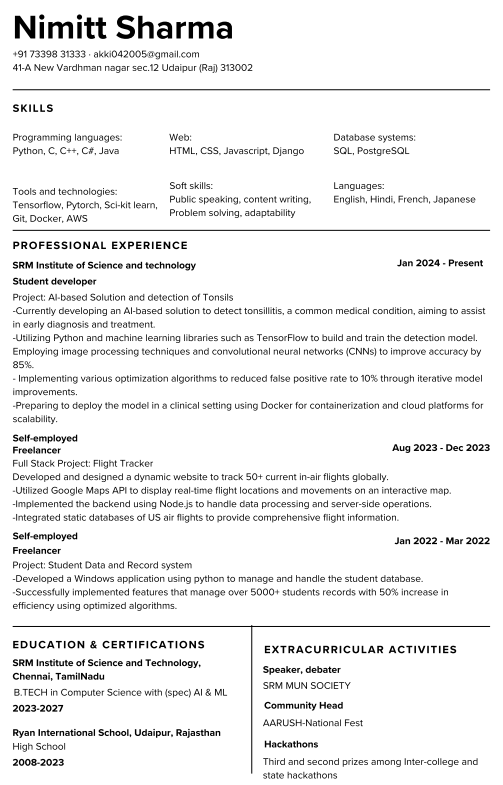 Nimitt Sharma
+91 73398 31333 · akki042005@gmail.com
41-A New Vardhman nagar sec.12 Udaipur (Raj) 313002
SKILLS
Programming languages:
Python, C, C++, C#, Java
Web:
HTML, CSS, Javascript, Django
Database systems:
SQL, PostgreSQL
Tools and technologies:
Tensorflow, Pytorch, Sci-kit learn,
Git, Docker, AWS
Soft skills:
Public speaking, content writing,
Problem solving, adaptability
Languages:
English, Hindi, French, Japanese
PROFESSIONAL EXPERIENCE
SRM Institute of Science and technology
Jan 2024 - Present
Student developer
Project: AI-based Solution and detection of Tonsils
-Currently developing an AI-based solution to detect tonsillitis, a common medical condition, aiming to assist
in early diagnosis and treatment.
-Utilizing Python and machine learning libraries such as TensorFlow to build and train the detection model.
Employing image processing techniques and convolutional neural networks (CNNs) to improve accuracy by
85%.
- Implementing various optimization algorithms to reduced false positive rate to 10% through iterative model
improvements.
-Preparing to deploy the model in a clinical setting using Docker for containerization and cloud platforms for
scalability.
Self-employed
Freelancer
Aug 2023 - Dec 2023
Full Stack Project: Flight Tracker
Developed and designed a dynamic website to track 50+ current in-air flights globally.
-Utilized Google Maps API to display real-time flight locations and movements on an interactive map.
-Implemented the backend using Node.js to handle data processing and server-side operations.
-Integrated static databases of US air flights to provide comprehensive flight information.
Self-employed
Jan 2022 - Mar 2022
Freelancer
Project: Student Data and Record system
-Developed a Windows application using python to manage and handle the student database.
-Successfully implemented features that manage over 5000+ students records with 50% increase in
efficiency using optimized algorithms.
EDUCATION & CERTIFICATIONS
SRM Institute of Science and Technology,
Chennai, TamilNadu
B.TECH in Computer Science with (spec) AI & ML
2023-2027
Ryan International School, Udaipur, Rajasthan
High School
2008-2023
EXTRACURRICULAR ACTIVITIES
Speaker, debater
SRM MUN SOCIETY
Community Head
AARUSH-National Fest
Hackathons
Third and second prizes among Inter-college and
state hackathons